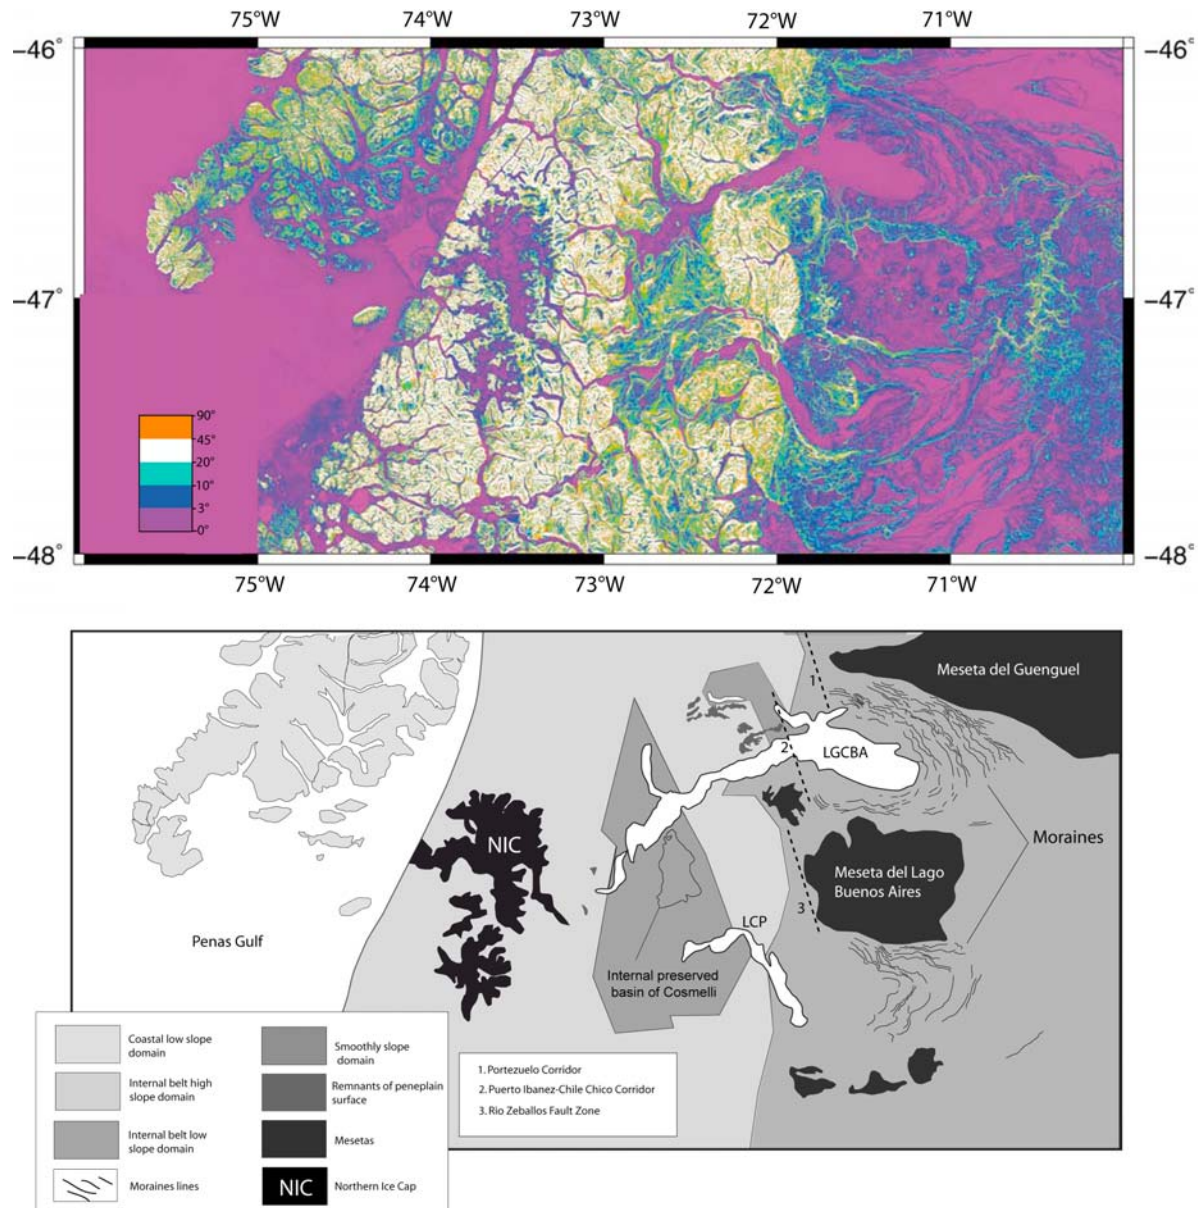 75°W 74°W 73°W 72°W 71°W
−46° −46°
−47° −47°
90°
45°
20°
10°
3°
0°
−48° −48°
75°W 74°W 73°W 72°W 71°W
Meseta del Guenguel
1
2
LGCBA
NIC
Moraines
Meseta del Lago
Buenos Aires
3
LCP
Penas Gulf
Internal preserved
basin of Cosmelli
Coastal low slope
domain
Internal belt high
slope domain
Internal belt low
slope domain
Moraines lines
Smoothly slope
domain
Remnants of peneplain
surface
Mesetas
NIC
Northern Ice Cap
1. Portezuelo Corridor
2. Puerto Ibanez-Chile Chico Corridor
3. Rio Zeballos Fault Zone